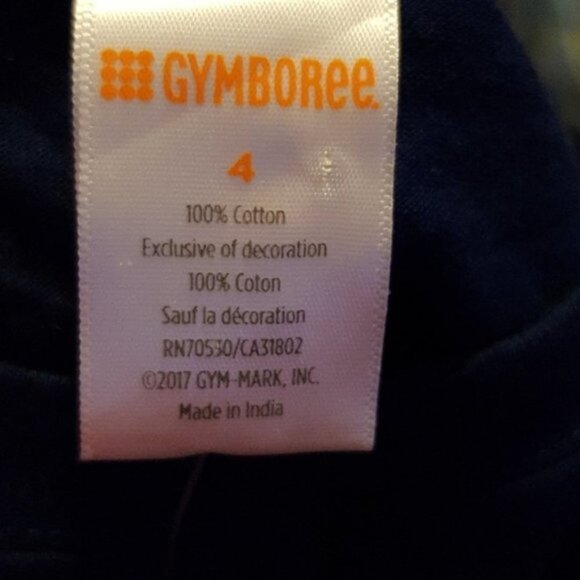 GYMBOREE
4
100% Cotton
Exclusive of decoration
100% Coton
Sauf la décoration
RN70530/CA31802
©2017 GYM-MARK, INC.
Made in India